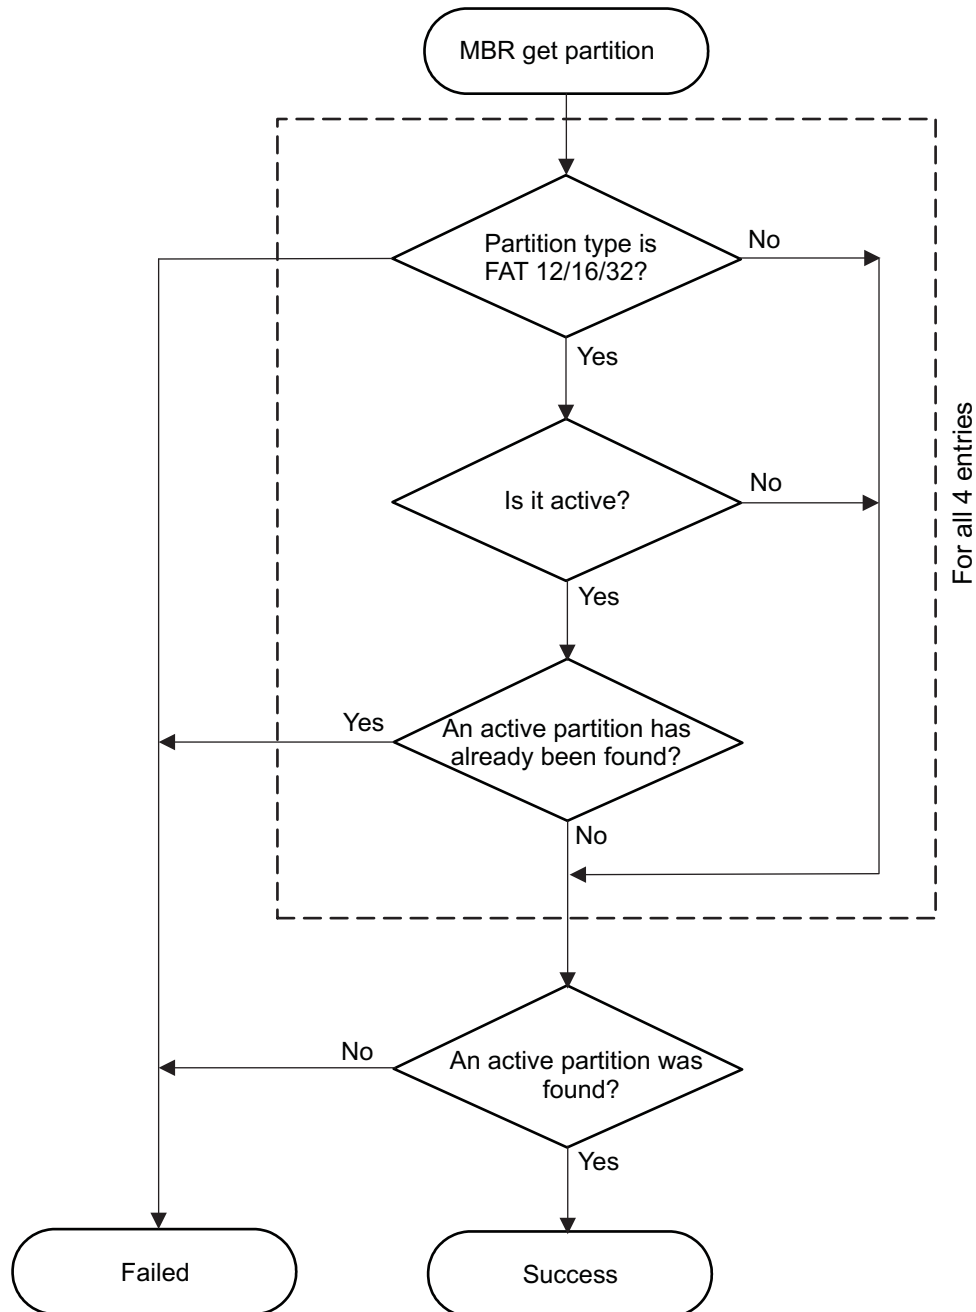 MBR get partition
Partition type is
FAT 12/16/32?
No
Yes
Is it active?
No
For all 4 entries
Yes
An active partition has
already been found?
Yes
No
An active partition was
found?
No
Yes
Failed
Success